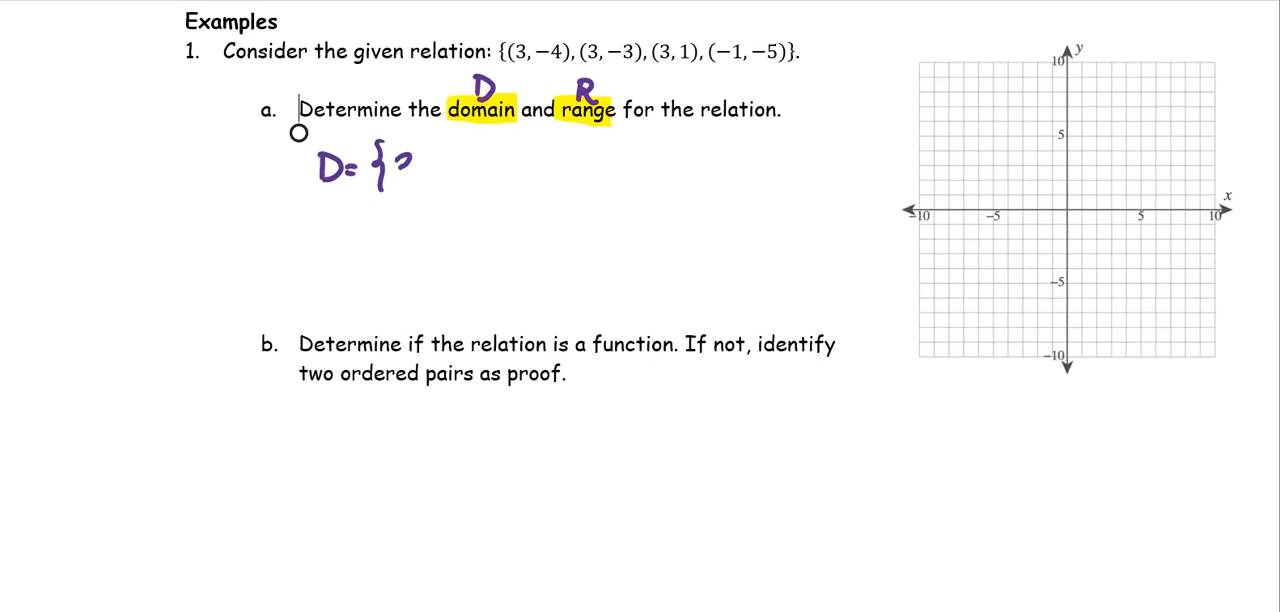 Examples
1. Consider the given relation: {(3, −4), (3, −3), (3, 1), (−1, −5)}.
D R
a. Determine the domain and range for the relation.
D= {
b. Determine if the relation is a function. If not, identify
two ordered pairs as proof.
y
10
5
x
−10 −5 5 10
−5
−10